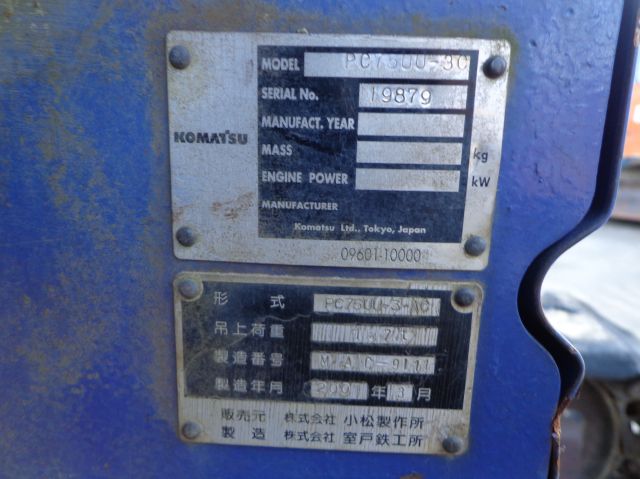 KOMATSU
MODEL PC75UU-3C
SERIAL No. 19879
MANUFACT. YEAR
MASS kg
ENGINE POWER kW
MANUFACTURER
Komatsu Ltd., Tokyo, Japan
09601-10000
形 式 PC75UU-3-AC
吊上荷重
製造番号
製造年月 年 月
販売元 株式会社 小松製作所
製 造 株式会社 室戸鉄工所